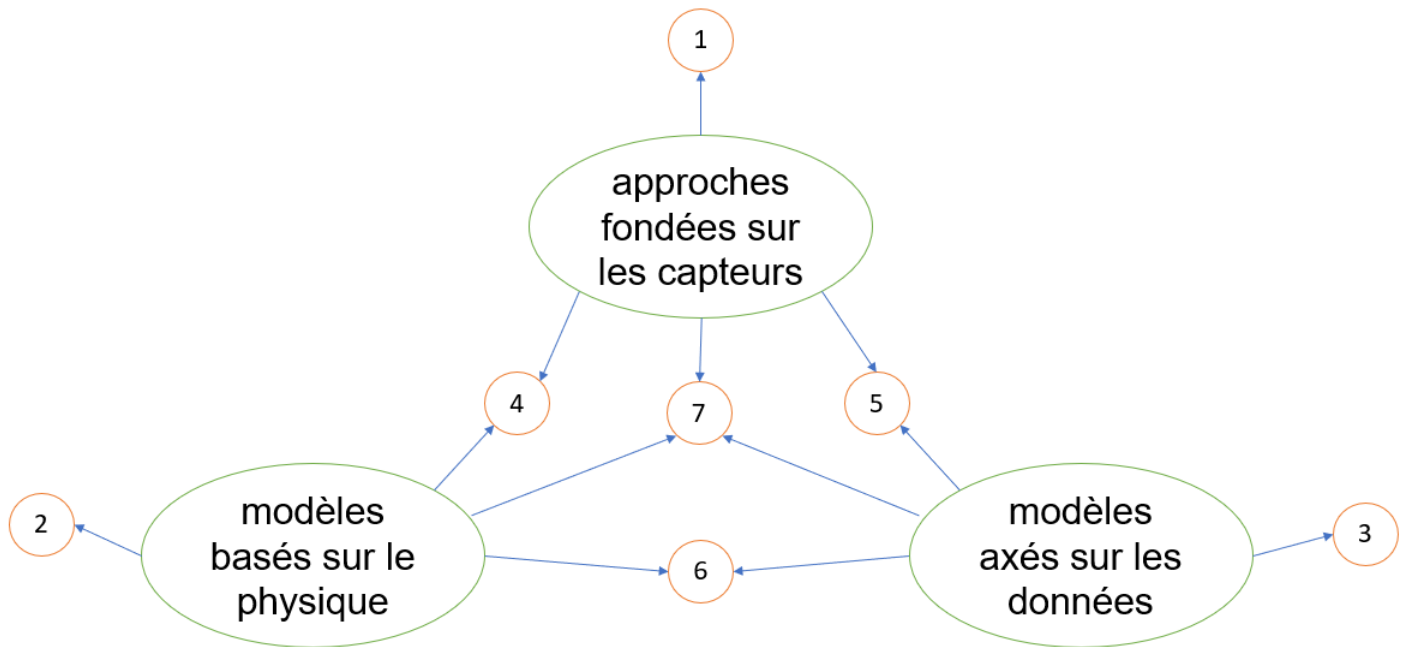 1
approches
fondées sur
les capteurs
4
7
5
modèles
basés sur le
physique
modèles
axés sur les
données
2
6
3